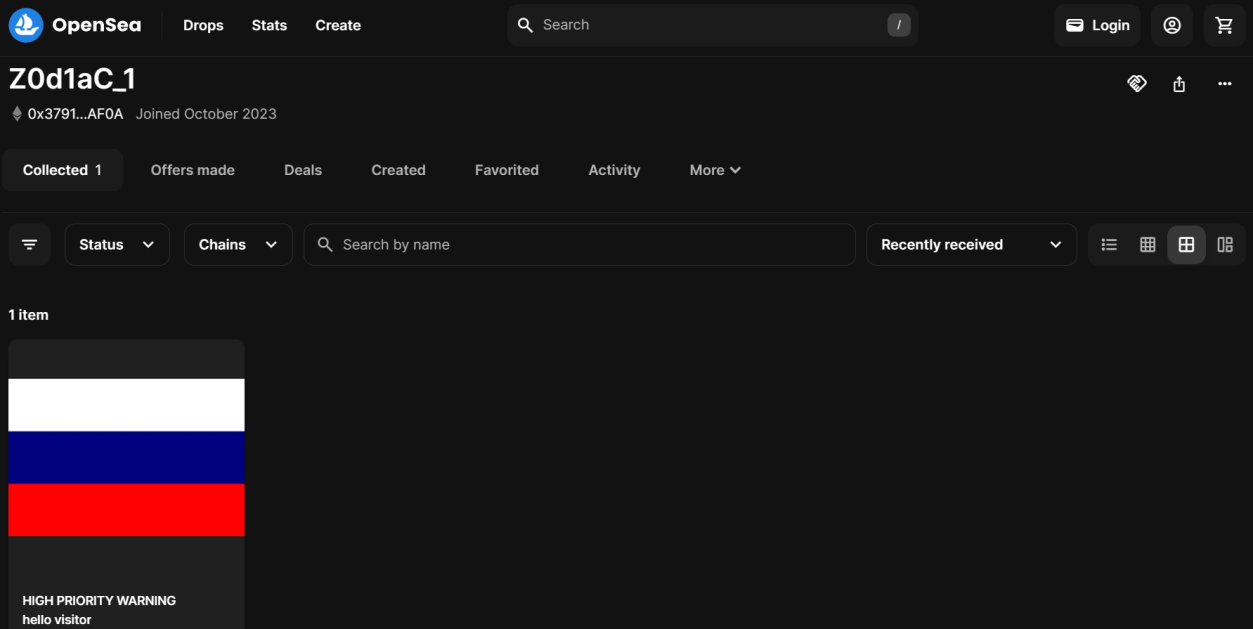 OpenSea Drops Stats Create Search / Login
Z0d1aC_1
0x3791...AF0A Joined October 2023
Collected 1 Offers made Deals Created Favorited Activity More
Status Chains Search by name Recently received
1 item
HIGH PRIORITY WARNING
hello visitor